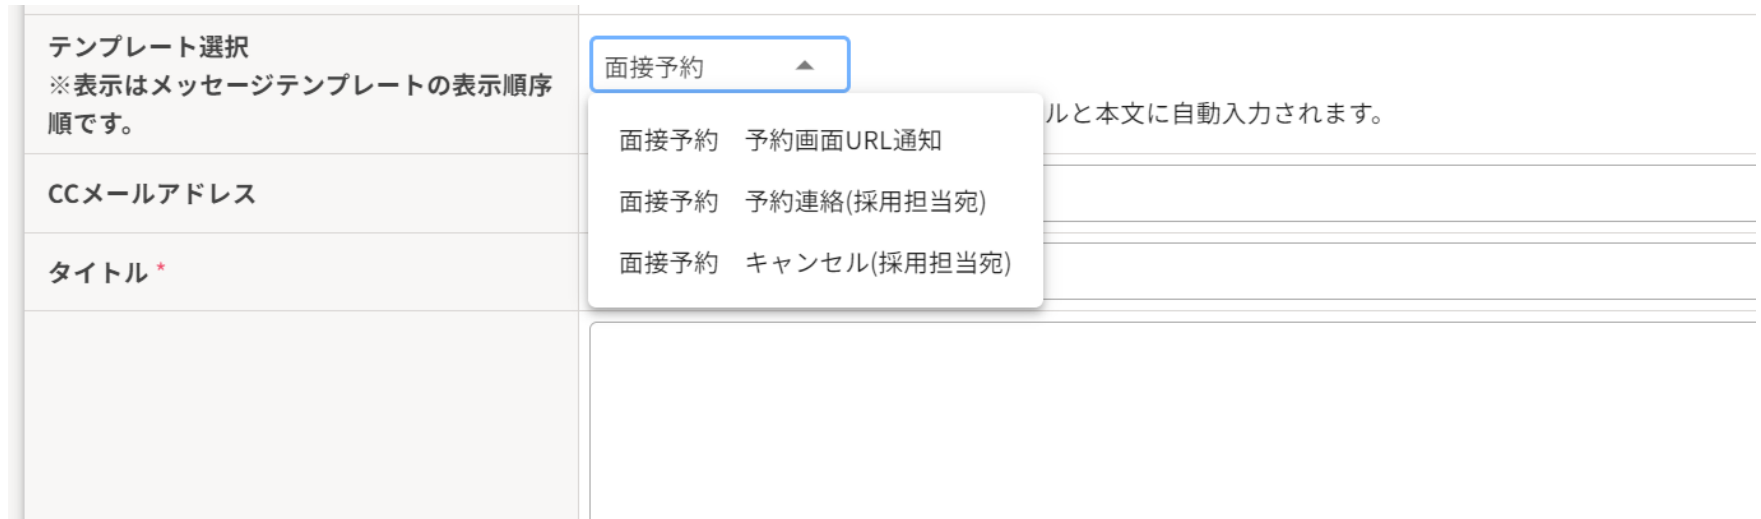 テンプレート選択
※表示はメッセージテンプレートの表示順序
順です。
面接予約
ルと本文に自動入力されます。
面接予約　予約画面URL通知
面接予約　予約連絡(採用担当宛)
面接予約　キャンセル(採用担当宛)
CCメールアドレス
タイトル *